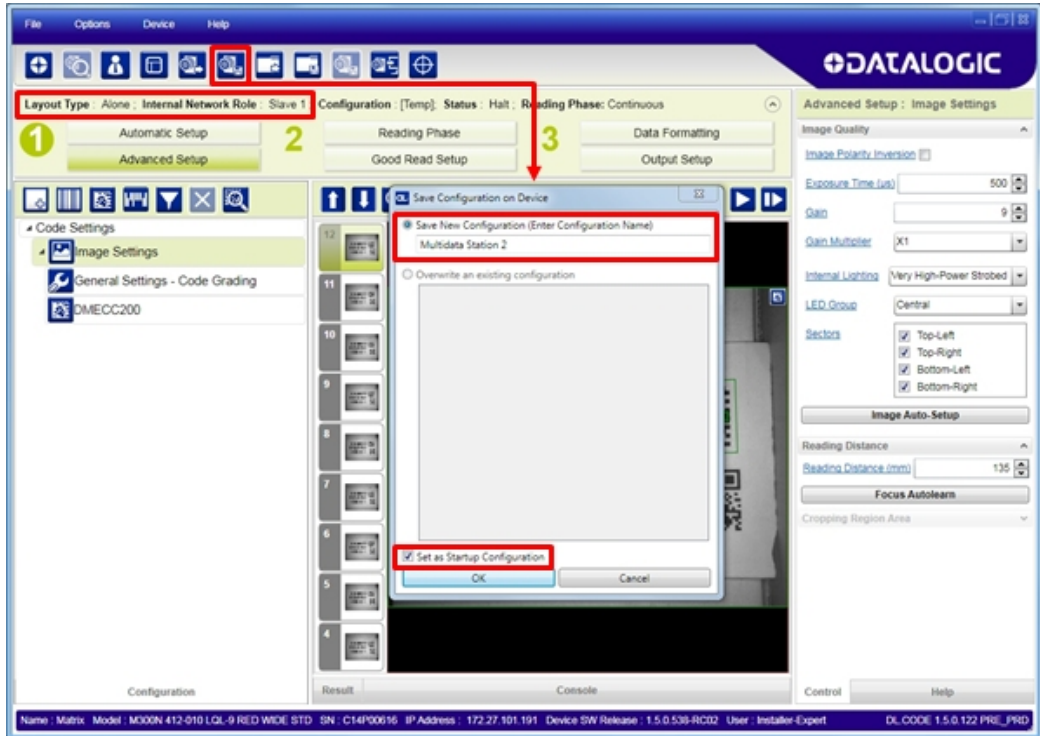 File Options Device Help
DATALOGIC
Layout Type : Alone ; Internal Network Role : Slave 1 Configuration : [Temp]; Status : Halt ; Reading Phase: Continuous
1 Automatic Setup 2 Reading Phase 3 Data Formatting
Advanced Setup Good Read Setup Output Setup
Code Settings
Image Settings
General Settings - Code Grading
DMECC200
Configuration
12
11
10
9
8
7
6
5
4
Save Configuration on Device
Save New Configuration (Enter Configuration Name)
Multidata Station 2
Overwrite an existing configuration
Set as Startup Configuration
OK Cancel
Result Console
Advanced Setup : Image Settings
Image Quality
Image Polarity Inversion
Exposure Time (us) 500
Gain 9
Gain Multiplier X1
Internal Lighting Very High-Power Strobed
LED Group Central
Sectors Top-Left
Top-Right
Bottom-Left
Bottom-Right
Image Auto-Setup
Reading Distance
Reading Distance (mm) 135
Focus Autolearn
Cropping Region Area
Control Help
Name : Matrix Model : M300N 412-010 LQL-9 RED WIDE STD SN : C14P00616 IP Address : 172.27.101.191 Device SW Release : 1.5.0.538-RC02 User : Installer-Expert DL.CODE 1.5.0.122 PRE_PRD